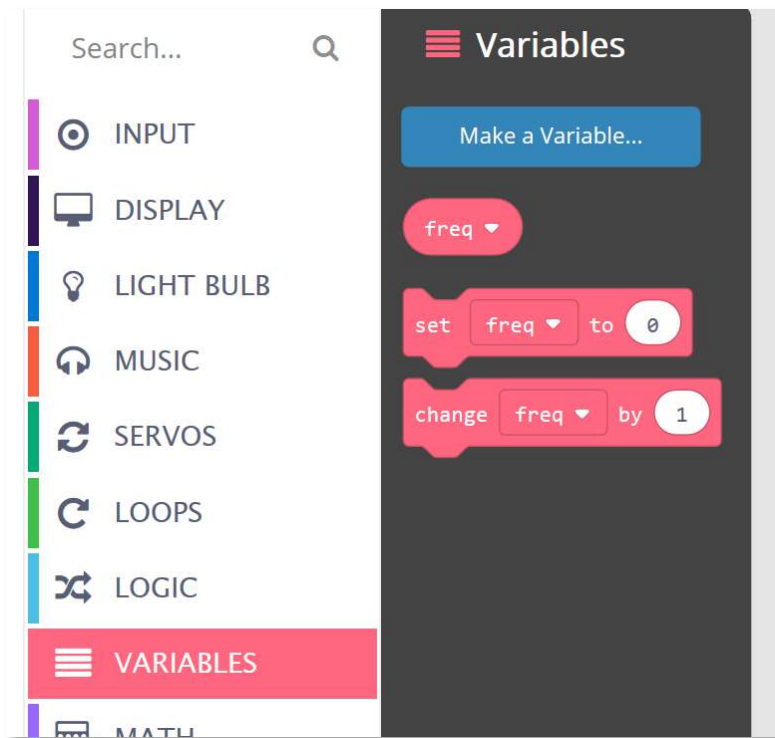 Search...
INPUT
DISPLAY
LIGHT BULB
MUSIC
SERVOS
LOOPS
LOGIC
VARIABLES
MATH
Variables
Make a Variable...
freq
set freq to 0
change freq by 1